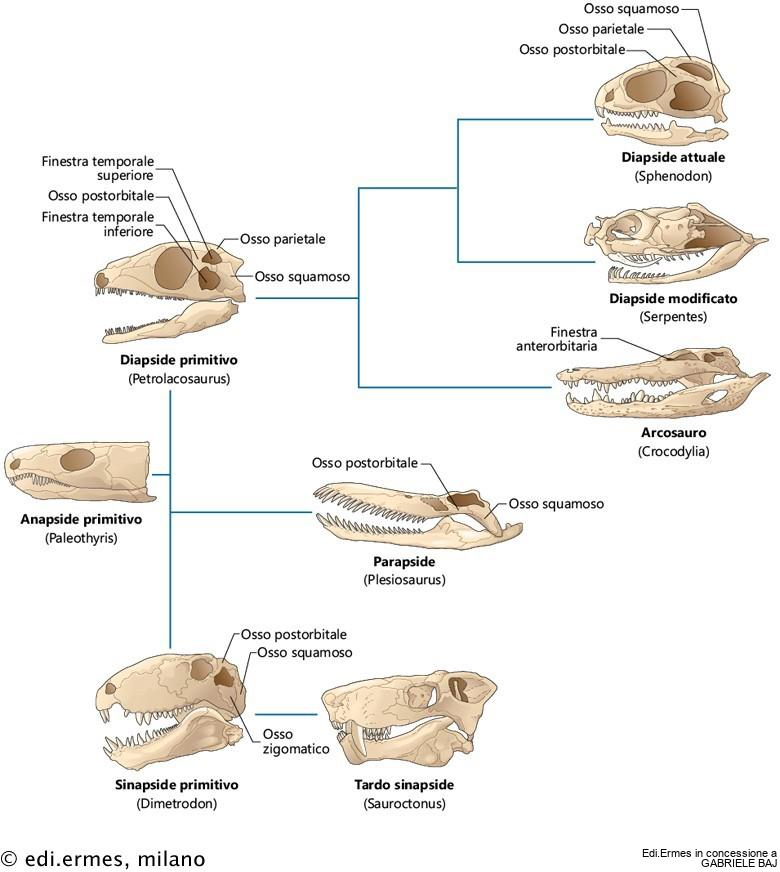 Osso squamoso
Osso parietale
Osso postorbitale
Diapside attuale
(Sphenodon)
Finestra temporale
superiore
Osso postorbitale
Finestra temporale
inferiore
Osso parietale
Osso squamoso
Diapside primitivo
(Petrolacosaurus)
Diapside modificato
(Serpentes)
Finestra
anterorbitaria
Arcosauro
(Crocodylia)
Anapside primitivo
(Paleothyris)
Osso postorbitale
Osso squamoso
Parapside
(Plesiosaurus)
Osso postorbitale
Osso squamoso
Osso
zigomatico
Sinapside primitivo
(Dimetrodon)
Tardo sinapside
(Sauroctonus)
© edi.ermes, milano
Edi.Ermes in concessione a
GABRIELE BAJ